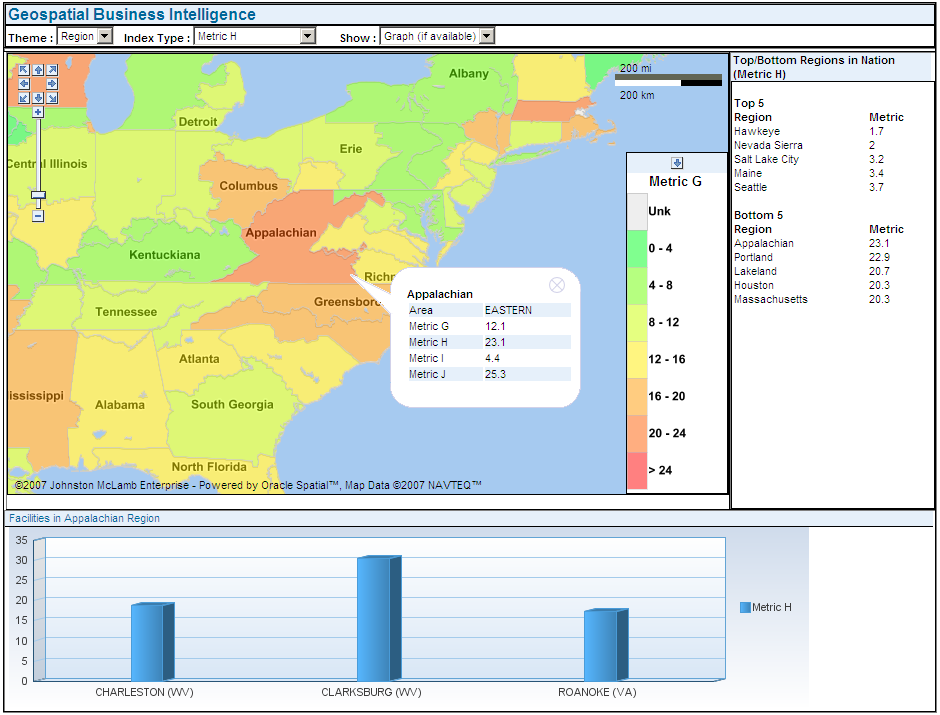 Geospatial Business Intelligence
Theme : Region Index Type : Metric H Show : Graph (if available)
200 mi
200 km
Albany
Detroit
Erie
Central Illinois
Columbus
Appalachian
Kentuckiana
Richm
Greensboro
Tennessee
Atlanta
ississippi
Alabama
South Georgia
North Florida
Appalachian
Area EASTERN
Metric G 12.1
Metric H 23.1
Metric I 4.4
Metric J 25.3
Metric G
Unk
0 - 4
4 - 8
8 - 12
12 - 16
16 - 20
20 - 24
> 24
©2007 Johnston McLamb Enterprise - Powered by Oracle Spatial™, Map Data ©2007 NAVTEQ™
Top/Bottom Regions in Nation
(Metric H)
Top 5
Region Metric
Hawkeye 1.7
Nevada Sierra 2
Salt Lake City 3.2
Maine 3.4
Seattle 3.7
Bottom 5
Region Metric
Appalachian 23.1
Portland 22.9
Lakeland 20.7
Houston 20.3
Massachusetts 20.3
Facilities in Appalachian Region
35
30
25
20
15
10
5
0
CHARLESTON (WV) CLARKSBURG (WV) ROANOKE (VA)
Metric H